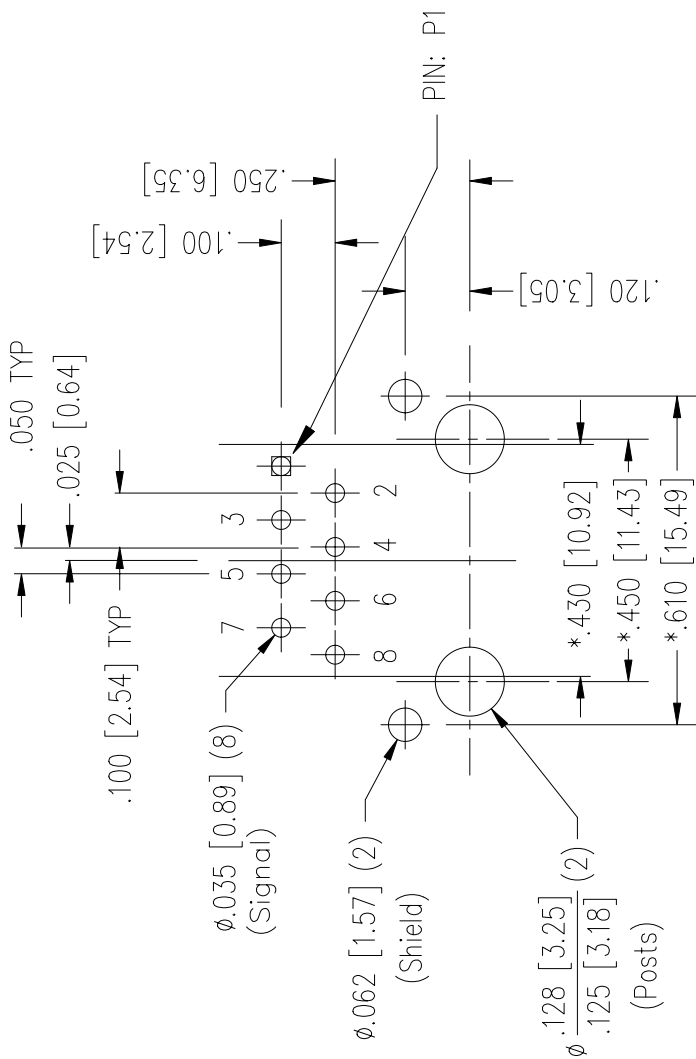 .050 TYP
.025 [0.64]
.100 [2.54] TYP
.100 [2.54]
.250 [6.35]
.120 [3.05]
PIN: P1
7
5
3
8
6
4
2
ø.035 [0.89] (8)
(Signal)
ø.062 [1.57] (2)
(Shield)
ø .128 [3.25] (2)
.125 [3.18]
(Posts)
*.430 [10.92]
*.450 [11.43]
*.610 [15.49]